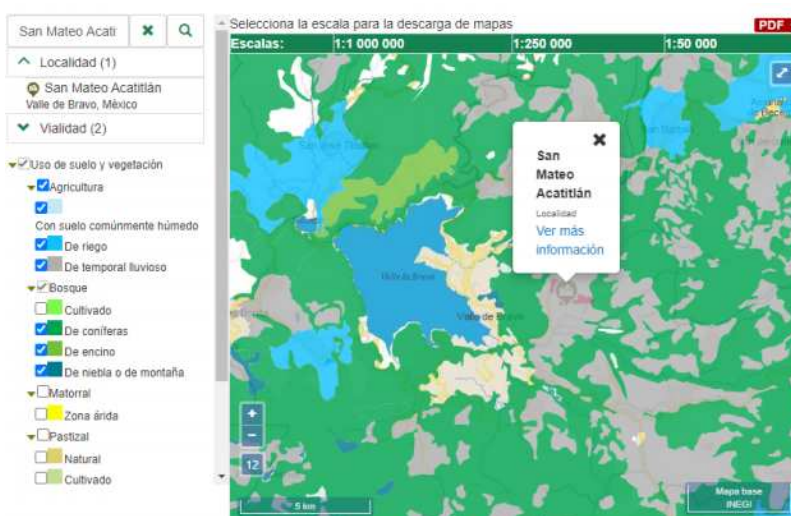 San Mateo Acati
Localidad (1)
San Mateo Acatitlán
Valle de Bravo, México
Vialidad (2)
Uso de suelo y vegetación
Agricultura
Con suelo comúnmente húmedo
De riego
De temporal lluvioso
Bosque
Cultivado
De coníferas
De encino
De niebla o de montaña
Matorral
Zona árida
Pastizal
Natural
Cultivado
Selecciona la escala para la descarga de mapas
PDF
Escalas: 1:1 000 000 1:250 000 1:50 000
San
Mateo
Acatitlán
Localidad
Ver más
información
Valle de Bravo
Valle de Bravo
+
−
12
5 km
Mapa base
INEGI